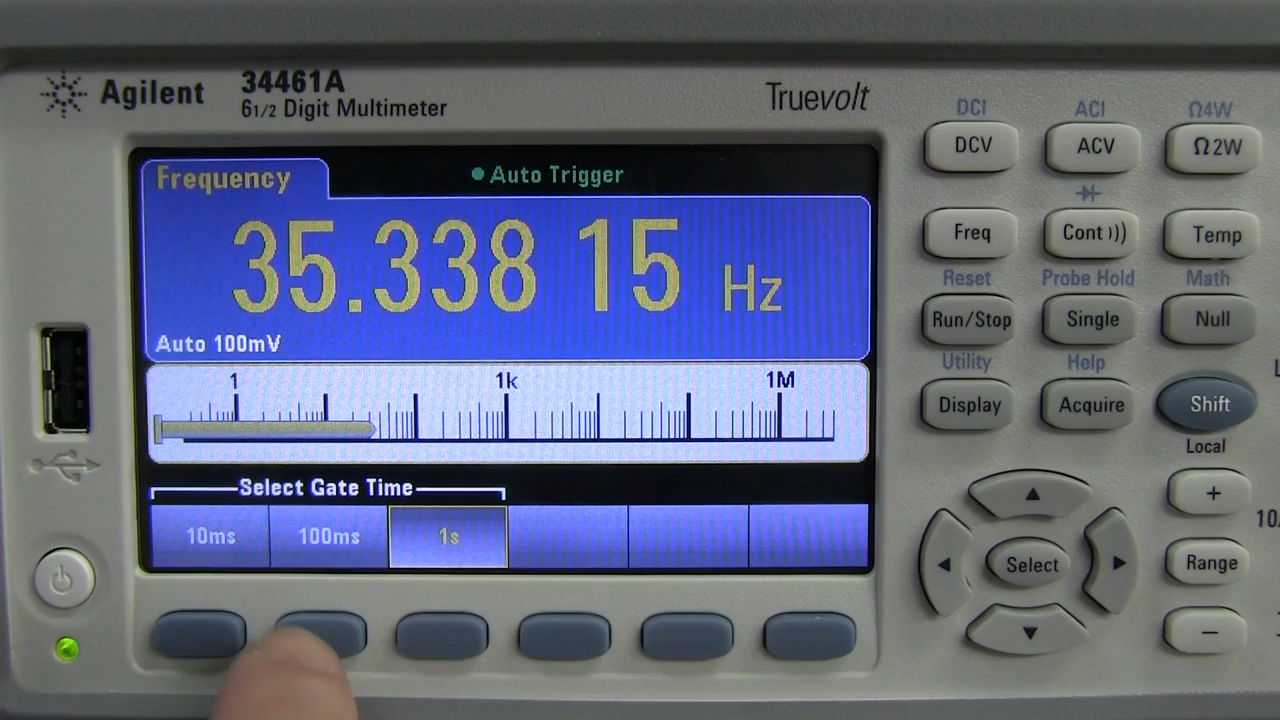 Agilent
34461A
6 1/2 Digit Multimeter
Truevolt
Frequency
Auto Trigger
35.338 15 Hz
Auto 100mV
1 1k 1M
Select Gate Time
10ms 100ms 1s
DCI ACI Ω4W
DCV ACV Ω2W
Freq Cont))) Temp
Reset Probe Hold Math
Run/Stop Single Null
Utility Help
Display Acquire Shift
Local
+
Select Range
−